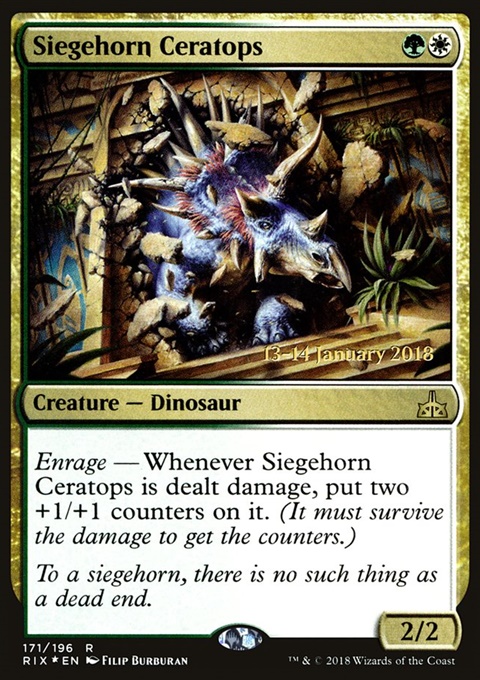 Siegehorn Ceratops
13–14 January 2018
Creature — Dinosaur
Enrage — Whenever Siegehorn
Ceratops is dealt damage, put two
+1/+1 counters on it. (It must survive
the damage to get the counters.)
To a siegehorn, there is no such thing as
a dead end.
2/2
171/196 R
RIX★EN Filip Burburan
™ & © 2018 Wizards of the Coast